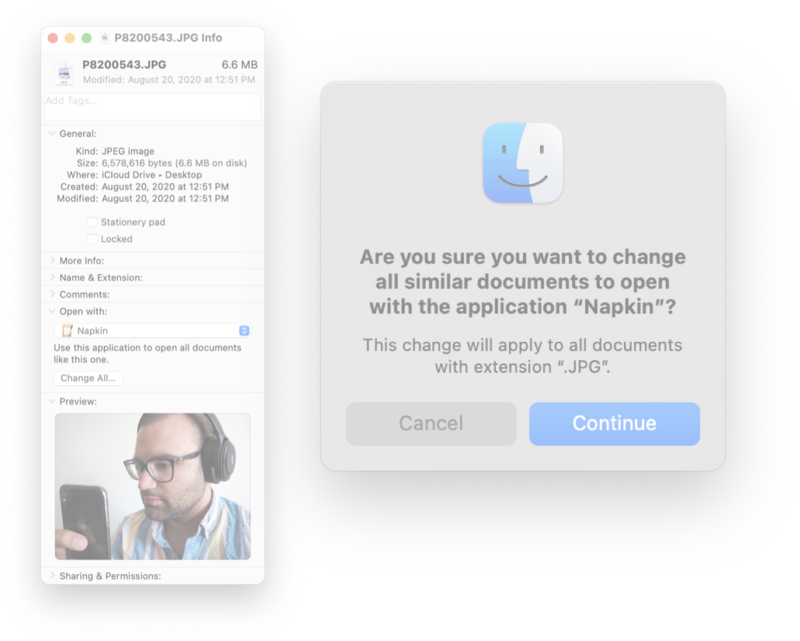 P8200543.JPG Info
P8200543.JPG 6.6 MB
Modified: August 20, 2020 at 12:51 PM
Add Tags...
General:
Kind: JPEG image
Size: 6,578,616 bytes (6.6 MB on disk)
Where: iCloud Drive • Desktop
Created: August 20, 2020 at 12:51 PM
Modified: August 20, 2020 at 12:51 PM
Stationery pad
Locked
More Info:
Name & Extension:
Comments:
Open with:
Napkin
Use this application to open all documents
like this one.
Change All...
Preview:
Sharing & Permissions:
Are you sure you want to change
all similar documents to open
with the application “Napkin”?
This change will apply to all documents
with extension “.JPG”.
Cancel Continue